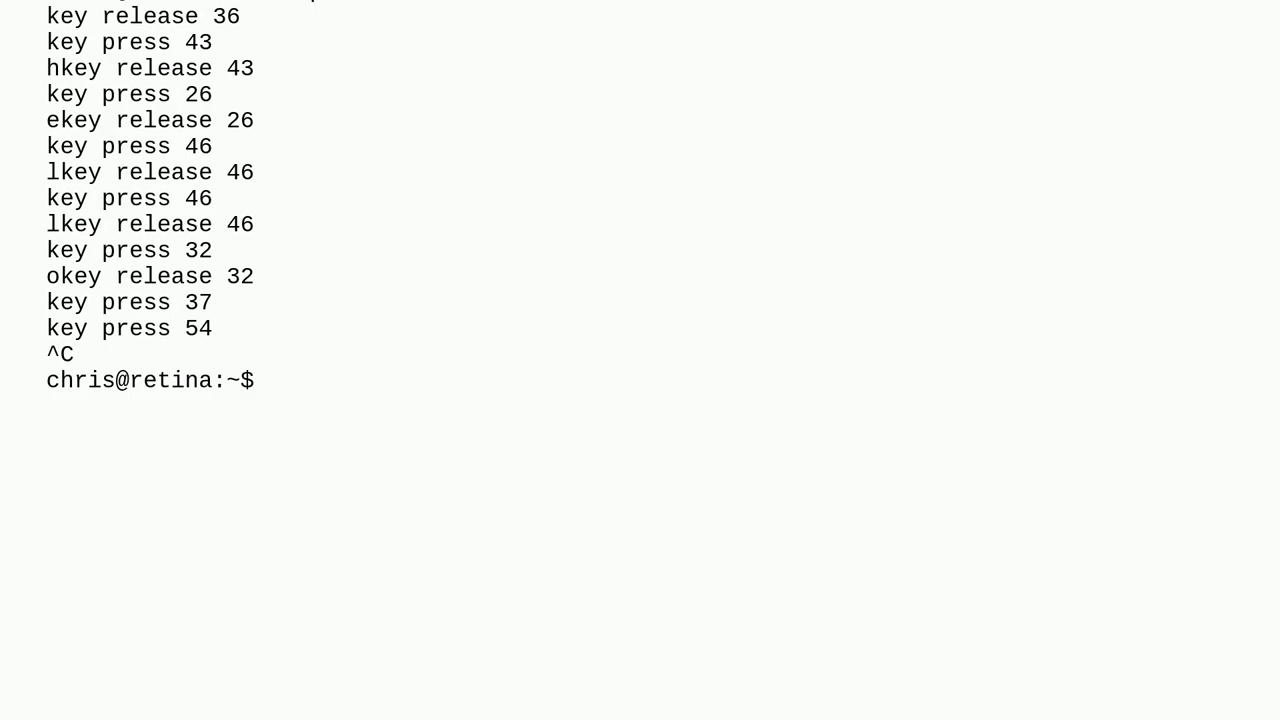 key release 36
key press 43
hkey release 43
key press 26
ekey release 26
key press 46
lkey release 46
key press 46
lkey release 46
key press 32
okey release 32
key press 37
key press 54
^C
chris@retina:~$